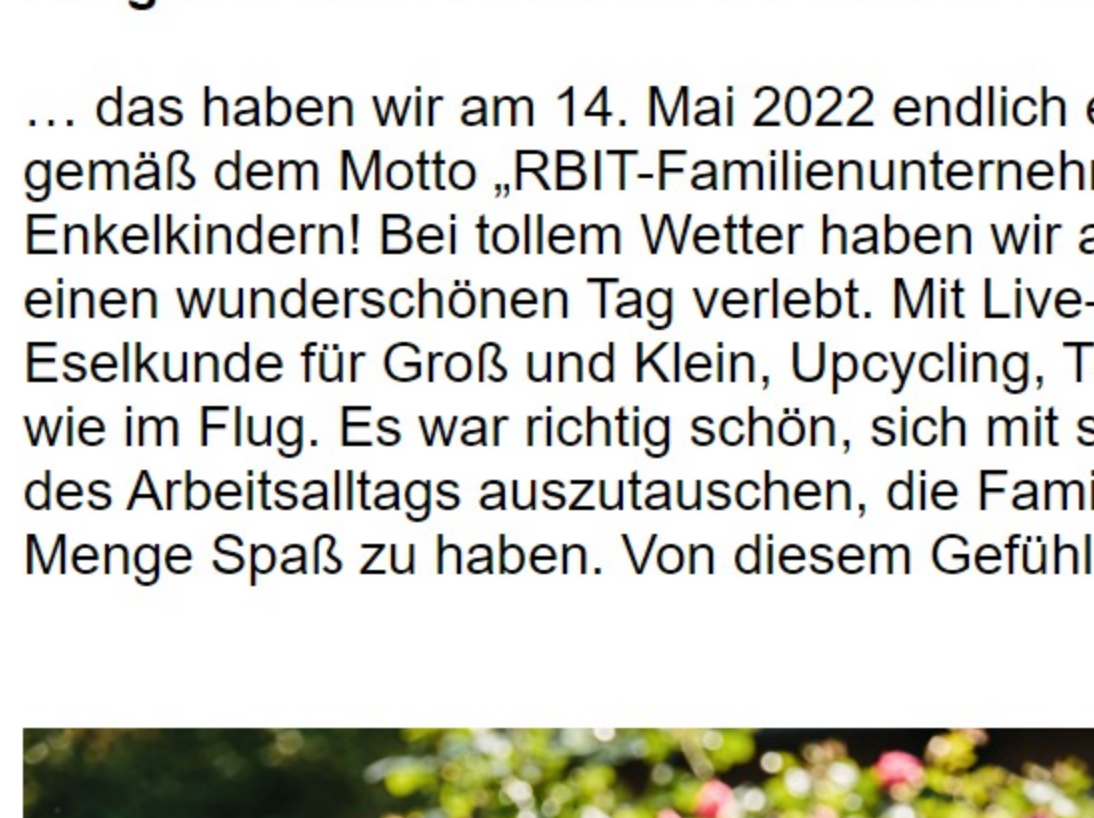 … das haben wir am 14. Mai 2022 endlich
gemäß dem Motto „RBIT-Familienunternehm
Enkelkindern! Bei tollem Wetter haben wir
einen wunderschönen Tag verlebt. Mit Live-
Eselkunde für Groß und Klein, Upcycling,
wie im Flug. Es war richtig schön, sich mit
des Arbeitsalltags auszutauschen, die Fami
Menge Spaß zu haben. Von diesem Gefühl